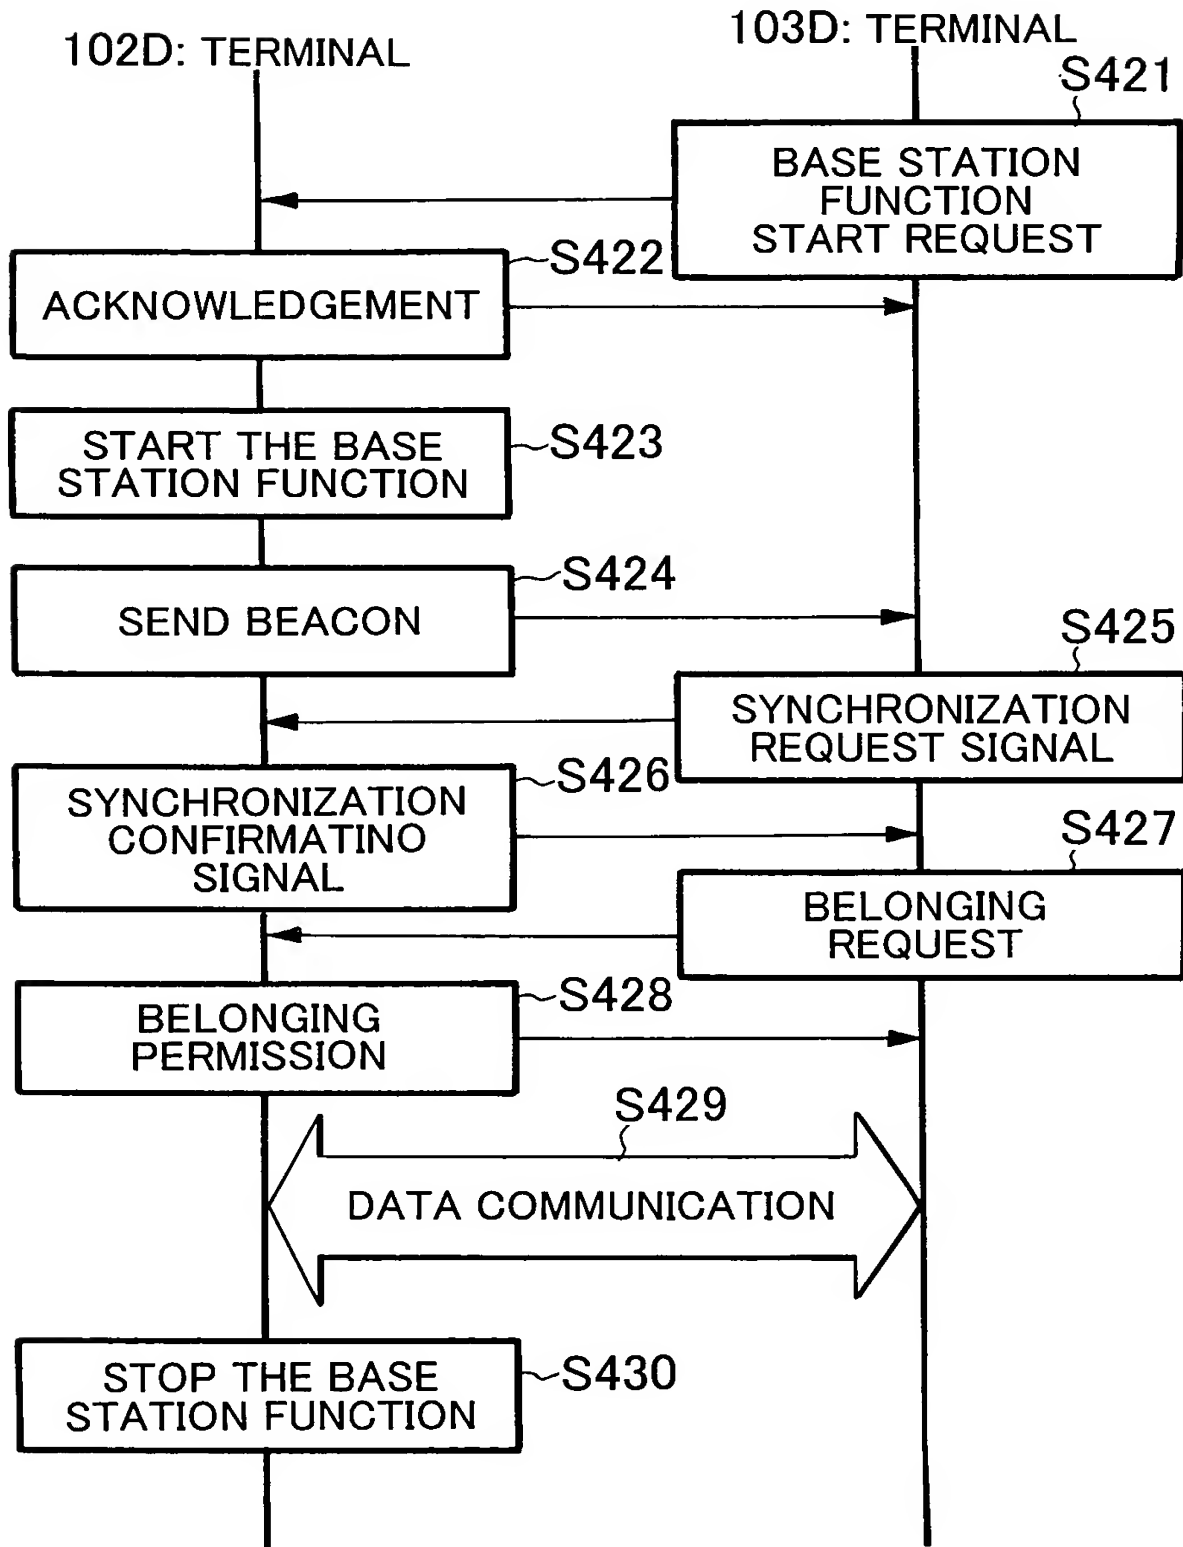 102D: TERMINAL
103D: TERMINAL
S421
BASE STATION
FUNCTION
START REQUEST
S422
ACKNOWLEDGEMENT
S423
START THE BASE
STATION FUNCTION
S424
SEND BEACON
S425
SYNCHRONIZATION
REQUEST SIGNAL
S426
SYNCHRONIZATION
CONFIRMATINO
SIGNAL
S427
BELONGING
REQUEST
S428
BELONGING
PERMISSION
S429
DATA COMMUNICATION
S430
STOP THE BASE
STATION FUNCTION